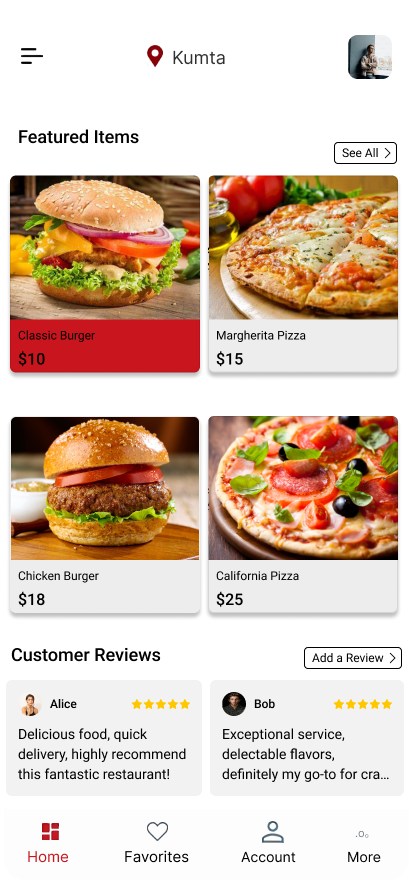 Kumta
Featured Items
See All
Classic Burger
$10
Margherita Pizza
$15
Chicken Burger
$18
California Pizza
$25
Customer Reviews
Add a Review
Alice
Delicious food, quick
delivery, highly recommend
this fantastic restaurant!
Bob
Exceptional service,
delectable flavors,
definitely my go-to for cra...
Home
Favorites
Account
More